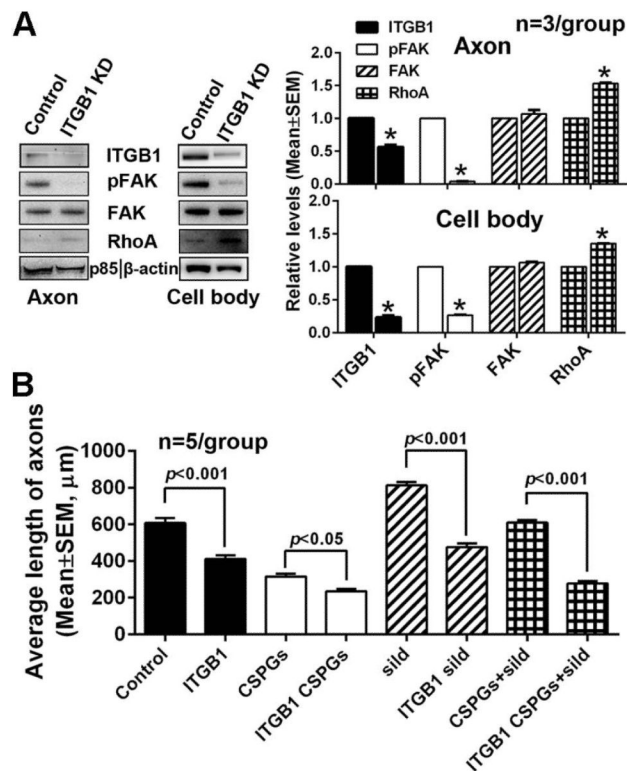 A
Control
ITGB1 KD
Control
ITGB1 KD
ITGB1
pFAK
FAK
RhoA
p85|β-actin
Axon
Cell body
ITGB1
pFAK
FAK
RhoA
n=3/group
Axon
2.0
1.5
1.0
0.5
0.0
* * *
Cell body
2.0
1.5
1.0
0.5
0.0
* * *
Relative levels (Mean±SEM)
ITGB1
pFAK
FAK
RhoA
B
n=5/group
Average length of axons
(Mean±SEM, μm)
1000
800
600
400
200
0
p<0.001
p<0.05
p<0.001
p<0.001
Control
ITGB1
CSPGs
ITGB1 CSPGs
sild
ITGB1 sild
CSPGs+sild
ITGB1 CSPGs+sild